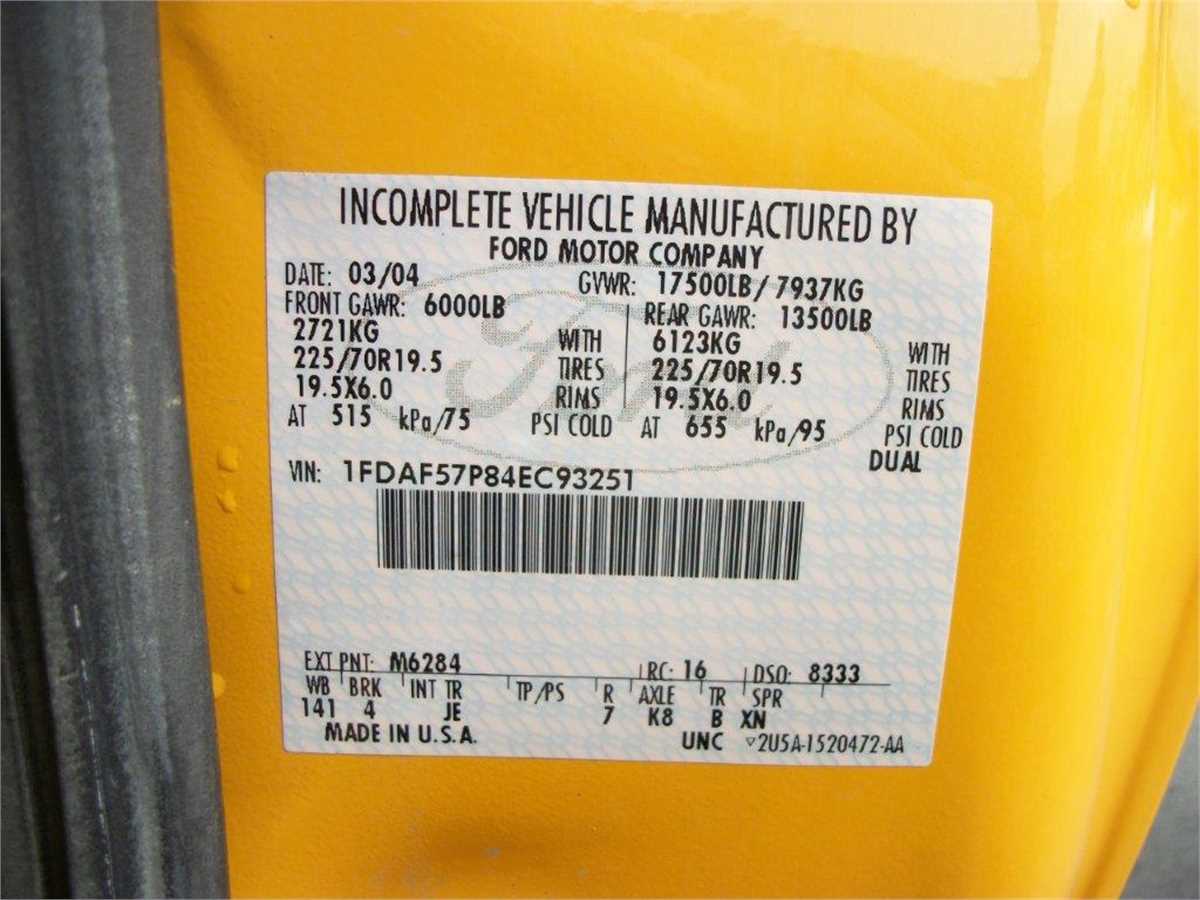 INCOMPLETE VEHICLE MANUFACTURED BY
FORD MOTOR COMPANY
DATE: 03/04 GVWR: 17500LB / 7937KG
FRONT GAWR: 6000LB REAR GAWR: 13500LB
2721KG WITH 6123KG WITH
225/70R19.5 TIRES 225/70R19.5 TIRES
19.5X6.0 RIMS 19.5X6.0 RIMS
AT 515 kPa/75 PSI COLD AT 655 kPa/95 PSI COLD
DUAL
VIN: 1FDAF57P84EC93251
EXT PNT: M6284 RC: 16 DSO: 8333
WB BRK INT TR TP/PS R AXLE TR SPR
141 4 JE 7 K8 B XN
MADE IN U.S.A. UNC ▽2U5A-1520472-AA
Ford